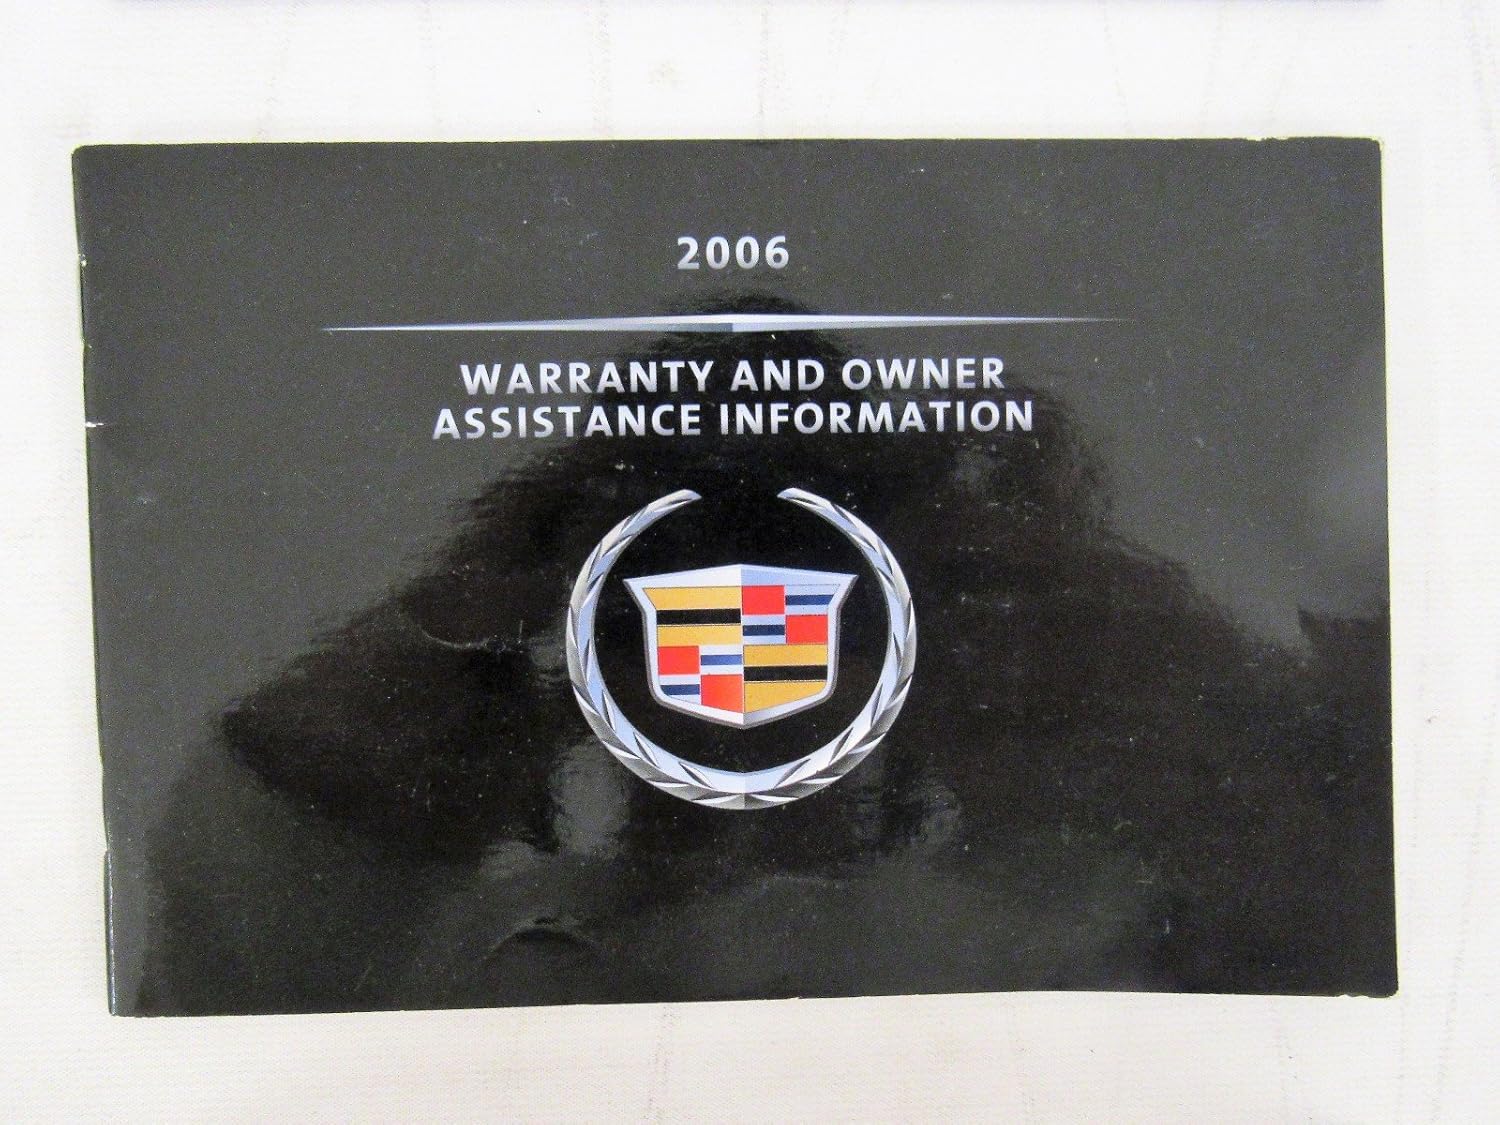 2006
WARRANTY AND OWNER
ASSISTANCE INFORMATION